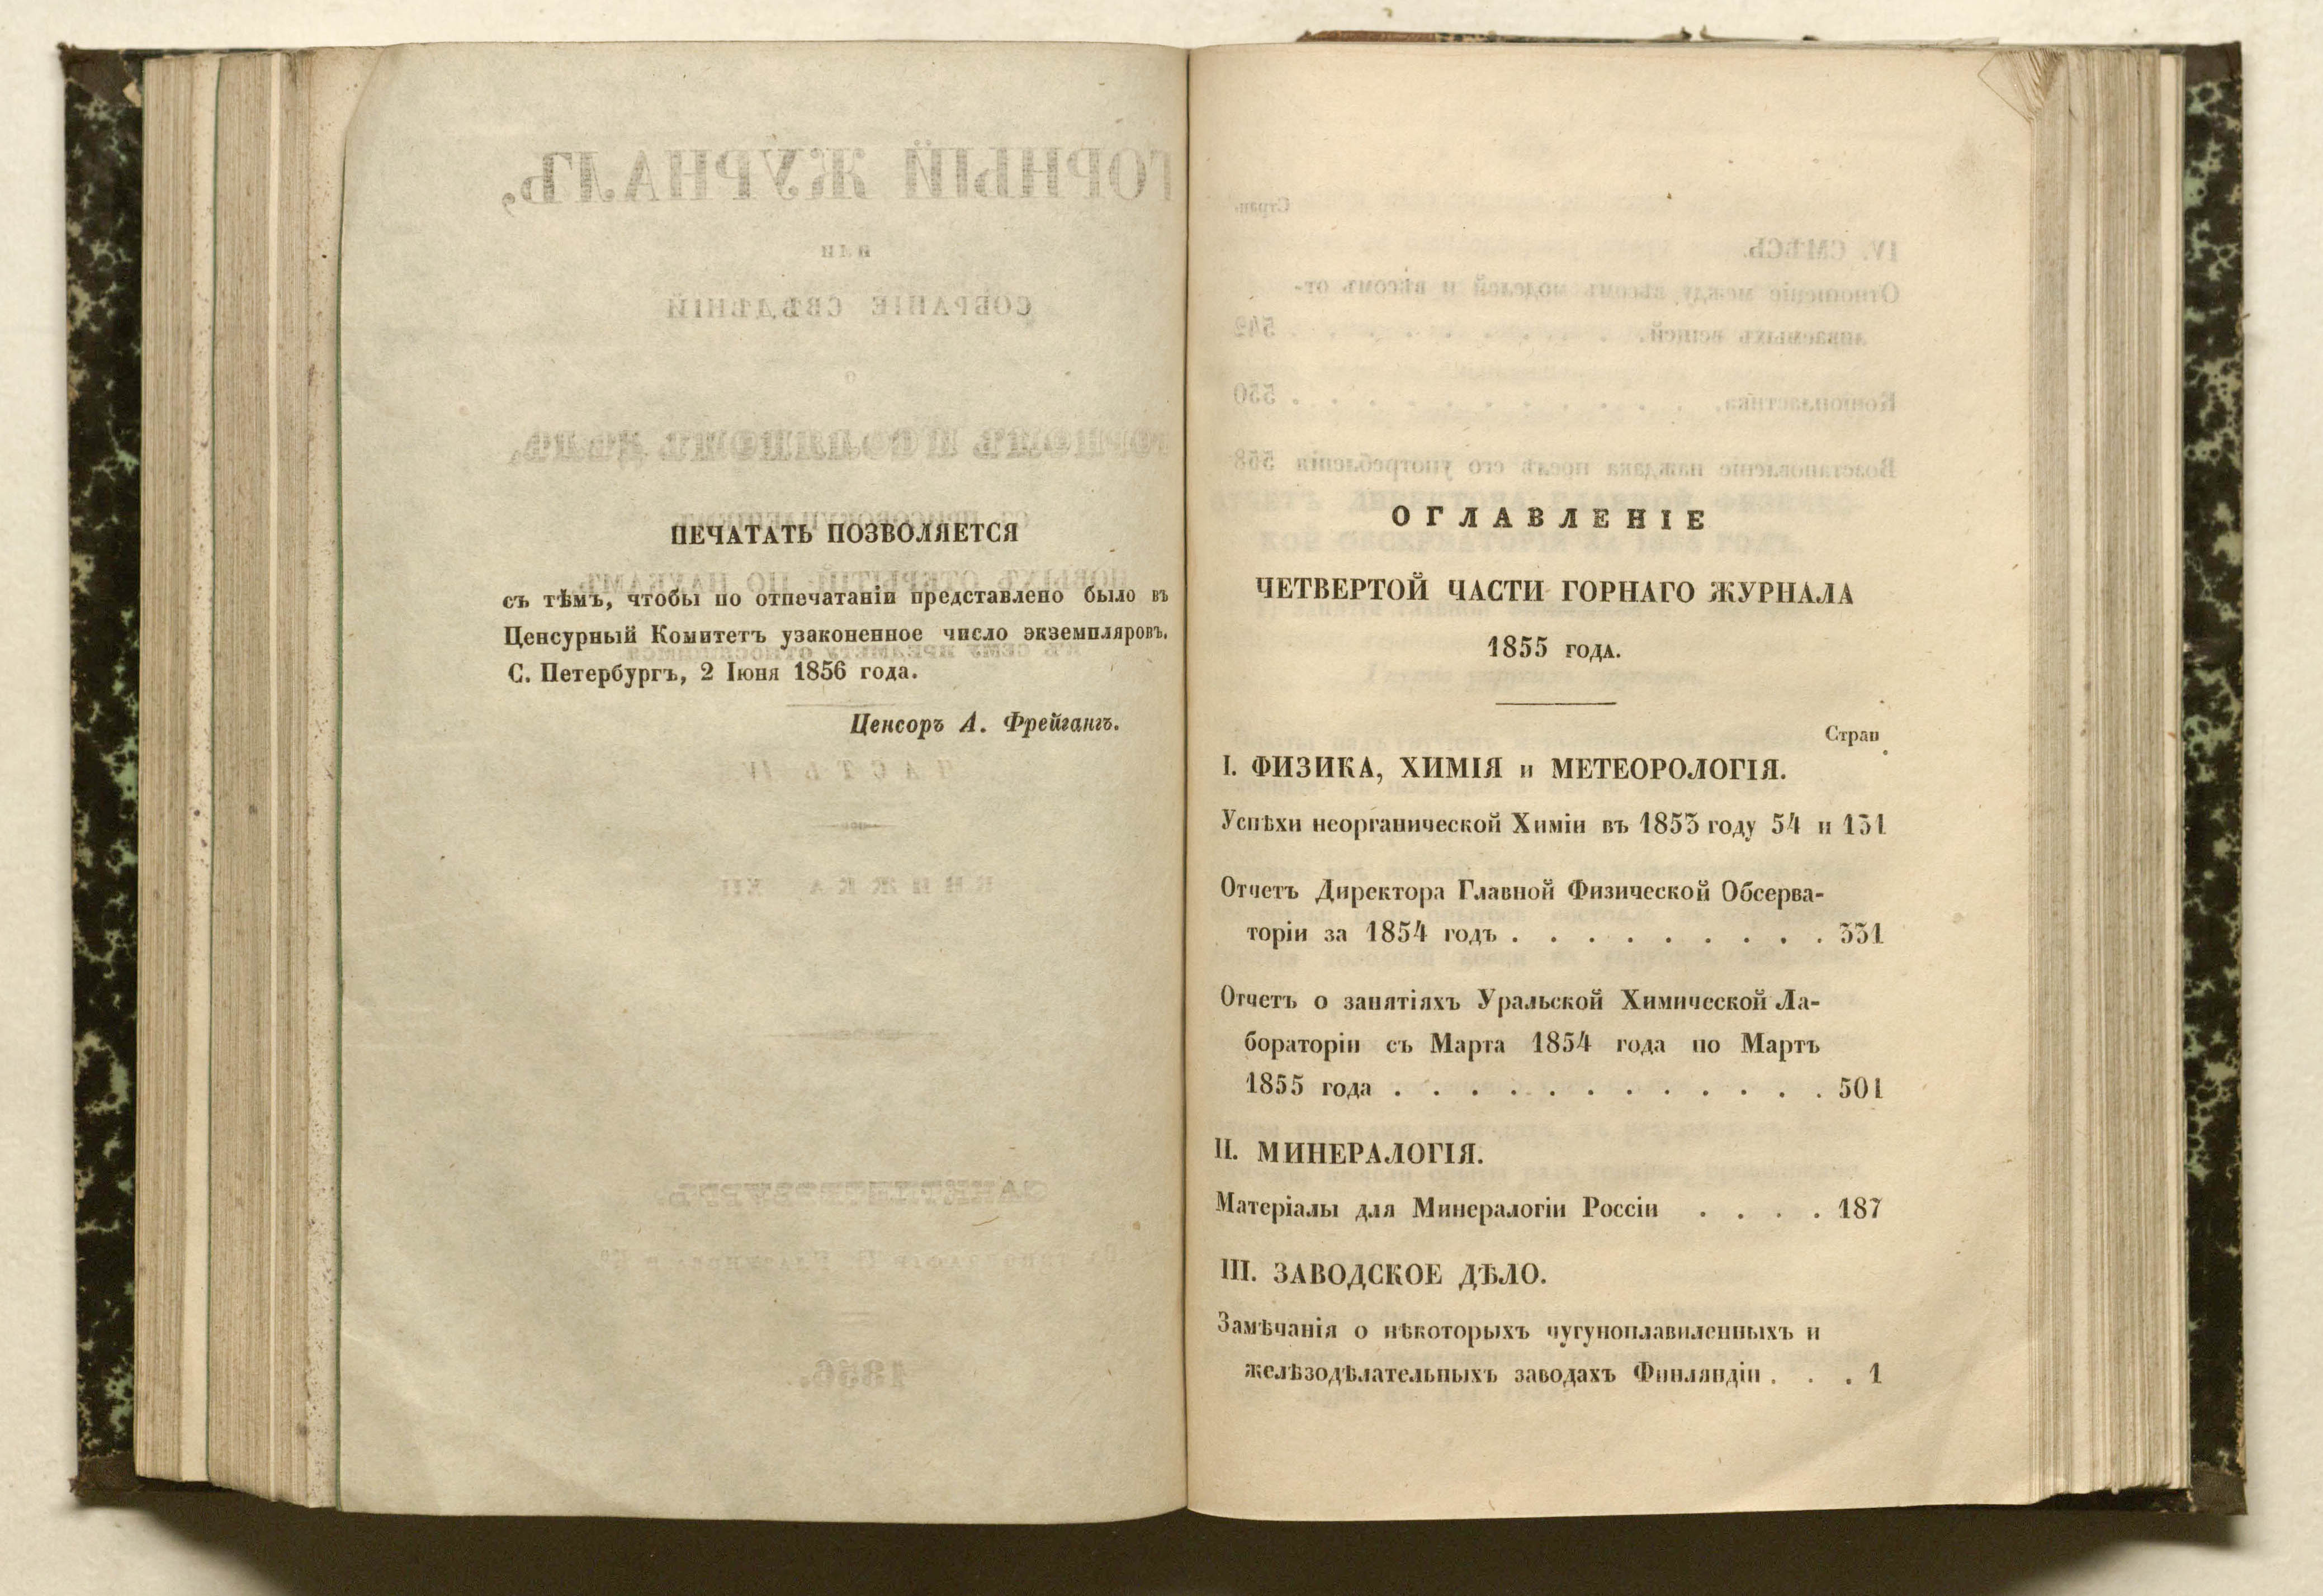 ПЕЧАТАТЬ ПОЗВОЛЯЕТСЯ
съ тѣмъ, чтобы по отпечатаніи представлено было въ
Ценсурный Комитетъ узаконенное число экземпляровъ.
С. Петербургъ, 2 Іюня 1856 года.
Ценсоръ А. Фрейгангъ.
ОГЛАВЛЕНІЕ
ЧЕТВЕРТОЙ ЧАСТИ ГОРНАГО ЖУРНАЛА
1855 года.
Стран.
I. ФИЗИКА, ХИМІЯ и МЕТЕОРОЛОГІЯ.
Успѣхи неорганической Химіи въ 1853 году 54 и 131
Отчетъ Директора Главной Физической Обсерва-
торіи за 1854 годъ . . . . . . . . . 331
Отчетъ о занятіяхъ Уральской Химической Ла-
бораторіи съ Марта 1854 года по Мартъ
1855 года . . . . . . . . . . . . 501
II. МИНЕРАЛОГІЯ.
Матеріалы для Минералогіи Россіи . . . . 187
III. ЗАВОДСКОЕ ДѢЛО.
Замѣчанія о нѣкоторыхъ чугуноплавиленныхъ и
желѣзодѣлательныхъ заводахъ Финляндіи . . . 1